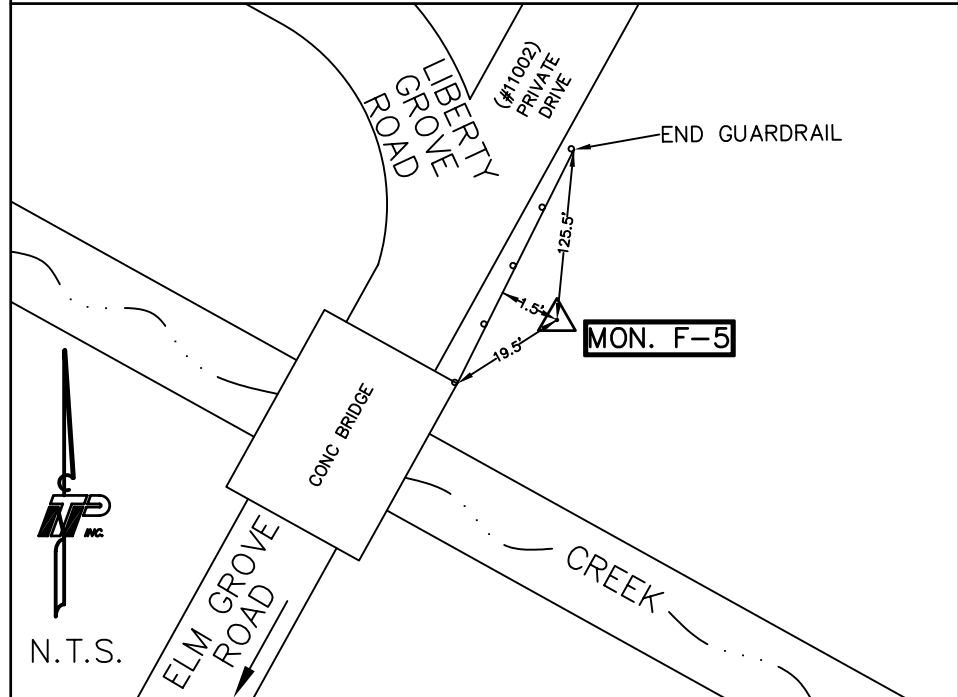 LIBERTY
GROVE
ROAD
(#11002)
PRIVATE
DRIVE
END GUARDRAIL
125.5'
1.5'
MON. F-5
19.5'
CONC BRIDGE
TNP
INC.
CREEK
ELM GROVE
ROAD
N.T.S.